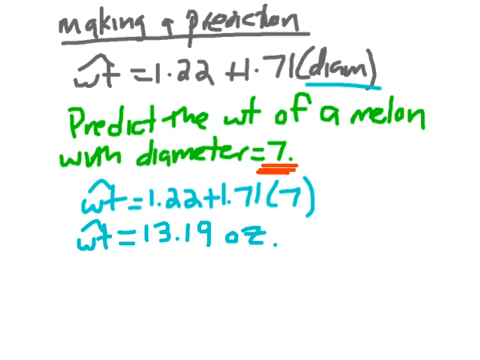 making a prediction
ŵt = 1.22 + 1.71(diam)
Predict the wt of a melon
with diameter = 7.
ŵt = 1.22 + 1.71(7)
ŵt = 13.19 oz.